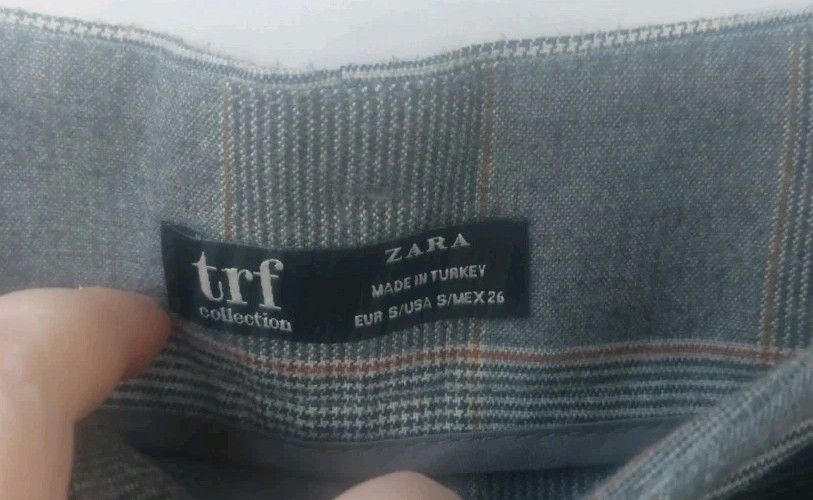 trf
collection
ZARA
MADE IN TURKEY
EUR S/USA S/MEX 26